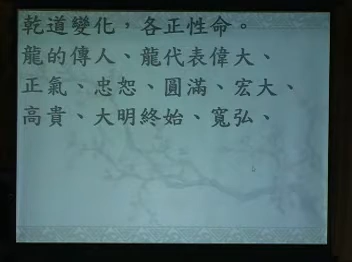 乾道變化，各正性命。
龍的傳人、龍代表偉大、
正氣、忠恕、圓滿、宏大、
高貴、大明終始、寬弘、